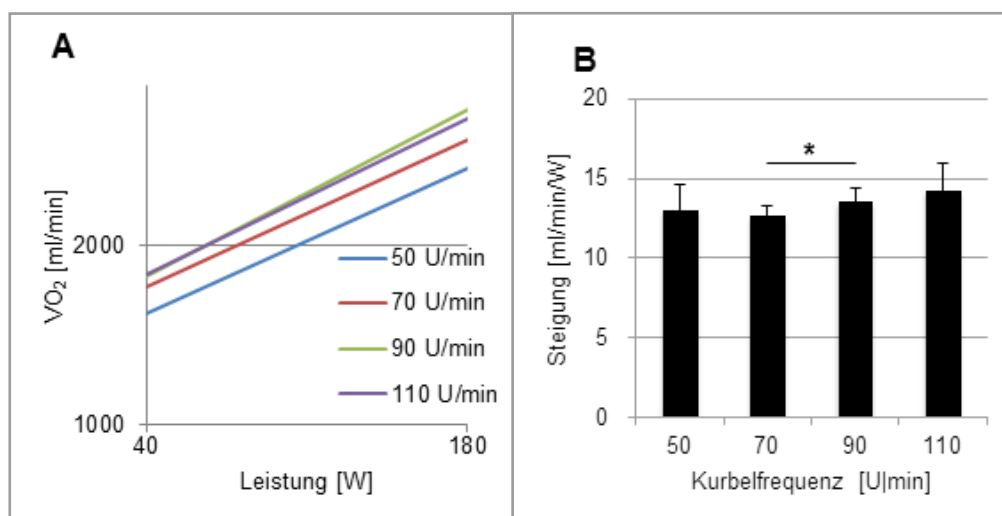 A
VO₂ [ml/min]
2000
1000
40
180
Leistung [W]
50 U/min
70 U/min
90 U/min
110 U/min
B
Steigung [ml/min/W]
20
15
10
5
0
*
50 70 90 110
Kurbelfrequenz [U|min]